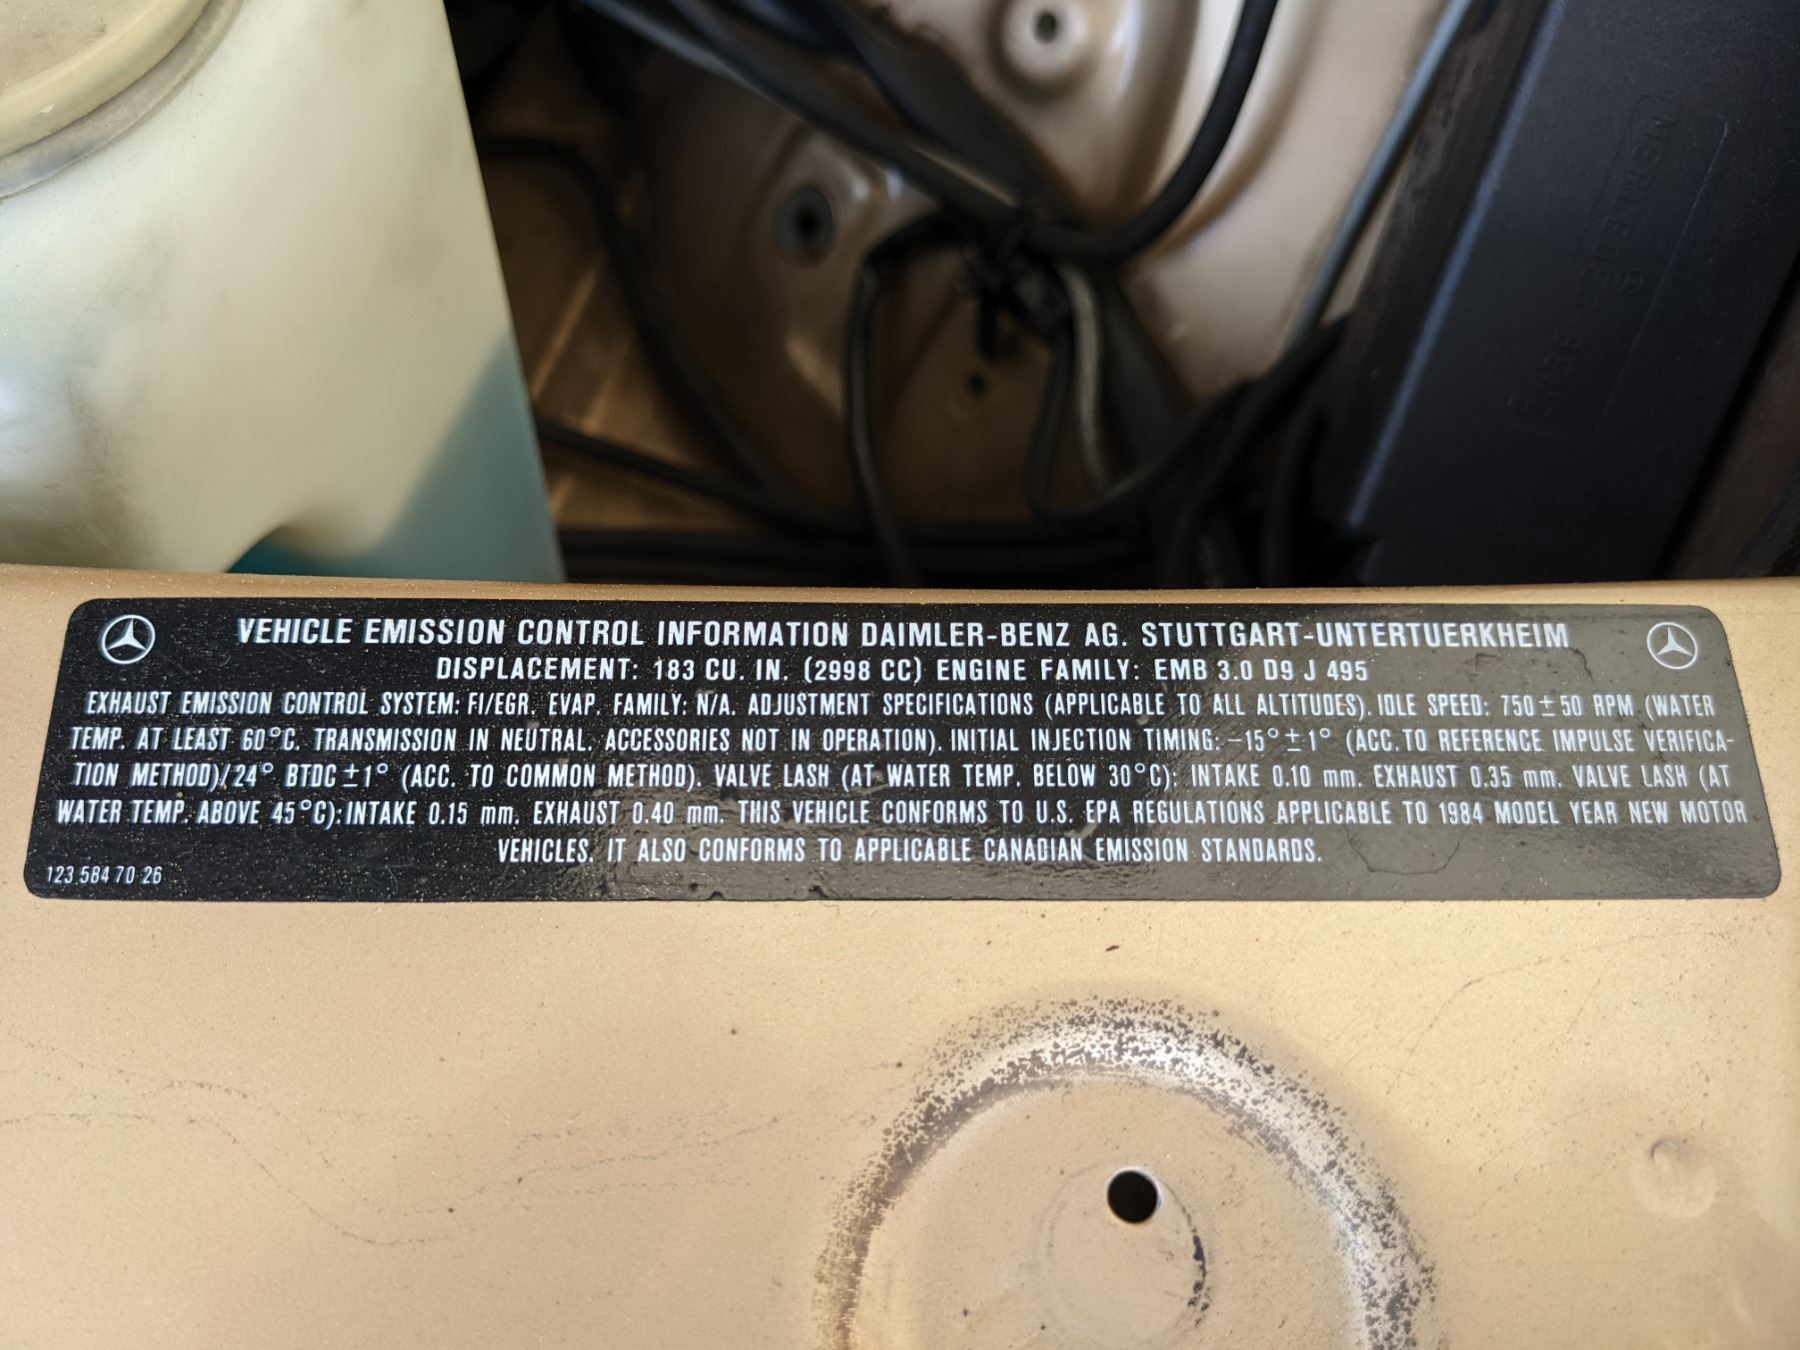 MERCEDES-BENZ
VEHICLE EMISSION CONTROL INFORMATION DAIMLER-BENZ AG. STUTTGART-UNTERTUERKHEIM
DISPLACEMENT: 183 CU. IN. (2998 CC) ENGINE FAMILY: EMB 3.0 D9 J 495
EXHAUST EMISSION CONTROL SYSTEM: FI/EGR, EVAP. FAMILY: N/A. ADJUSTMENT SPECIFICATIONS (APPLICABLE TO ALL ALTITUDES). IDLE SPEED: 750 ± 50 RPM (WATER
TEMP. AT LEAST 60°C. TRANSMISSION IN NEUTRAL. ACCESSORIES NOT IN OPERATION). INITIAL INJECTION TIMING: –15° ± 1° (ACC. TO REFERENCE IMPULSE VERIFICA-
TION METHOD)/24° BTDC ± 1° (ACC. TO COMMON METHOD). VALVE LASH (AT WATER TEMP. BELOW 30°C): INTAKE 0.10 mm. EXHAUST 0.35 mm. VALVE LASH (AT
WATER TEMP. ABOVE 45°C): INTAKE 0.15 mm. EXHAUST 0.40 mm. THIS VEHICLE CONFORMS TO U.S. EPA REGULATIONS APPLICABLE TO 1984 MODEL YEAR NEW MOTOR
VEHICLES. IT ALSO CONFORMS TO APPLICABLE CANADIAN EMISSION STANDARDS.
123 584 70 26